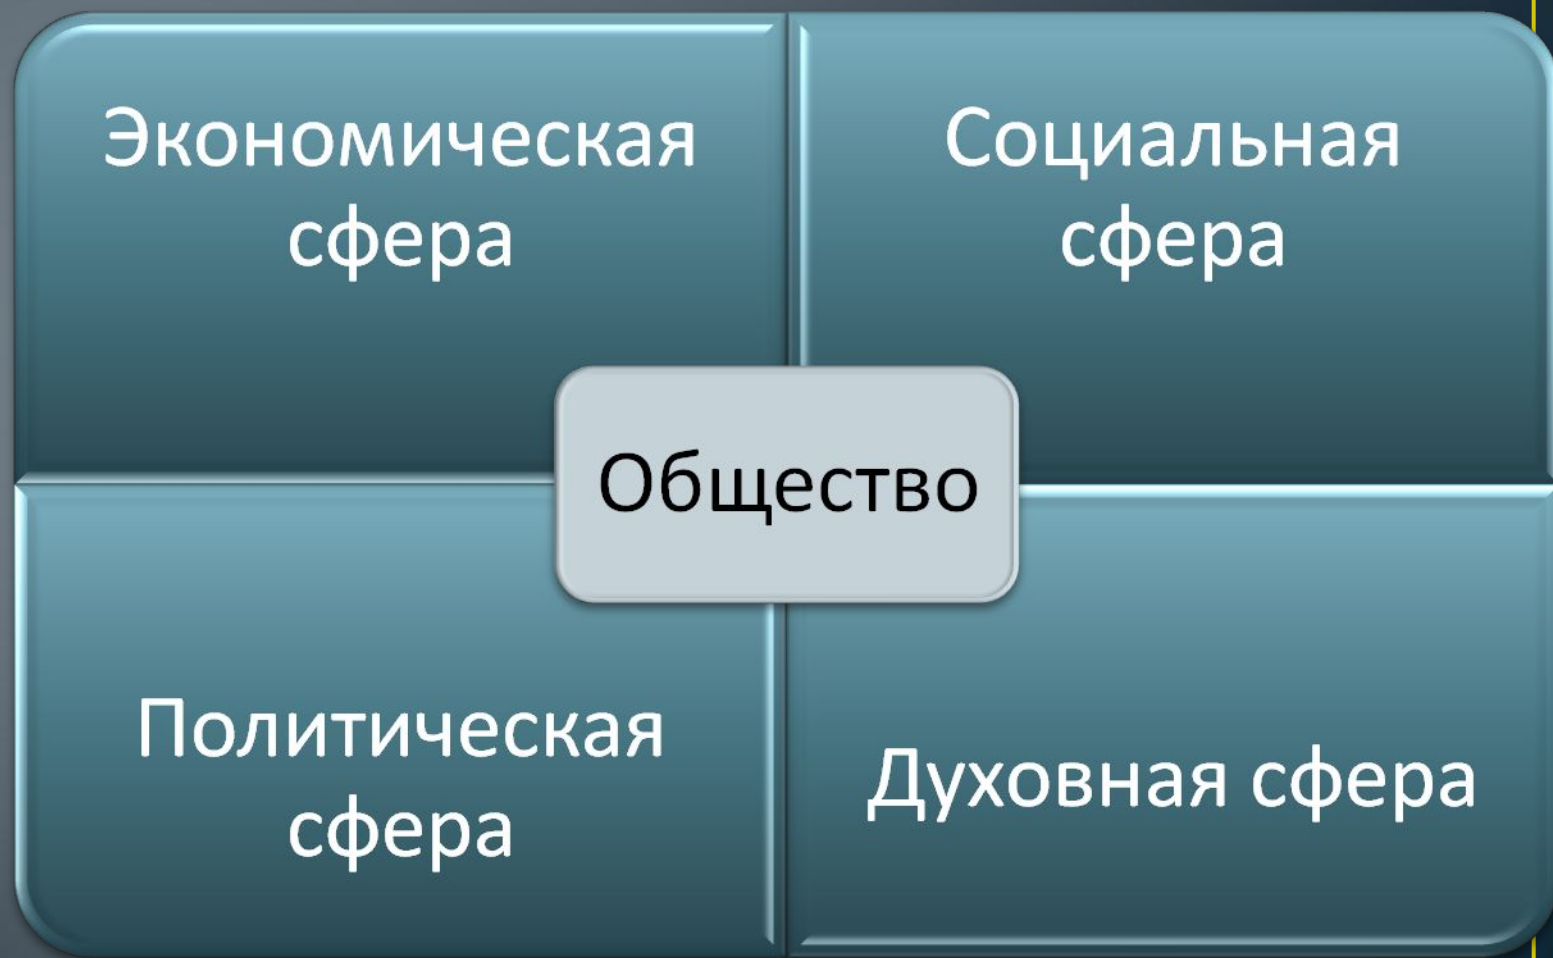 Экономическая
сфера
Социальная
сфера
Общество
Политическая
сфера
Духовная сфера